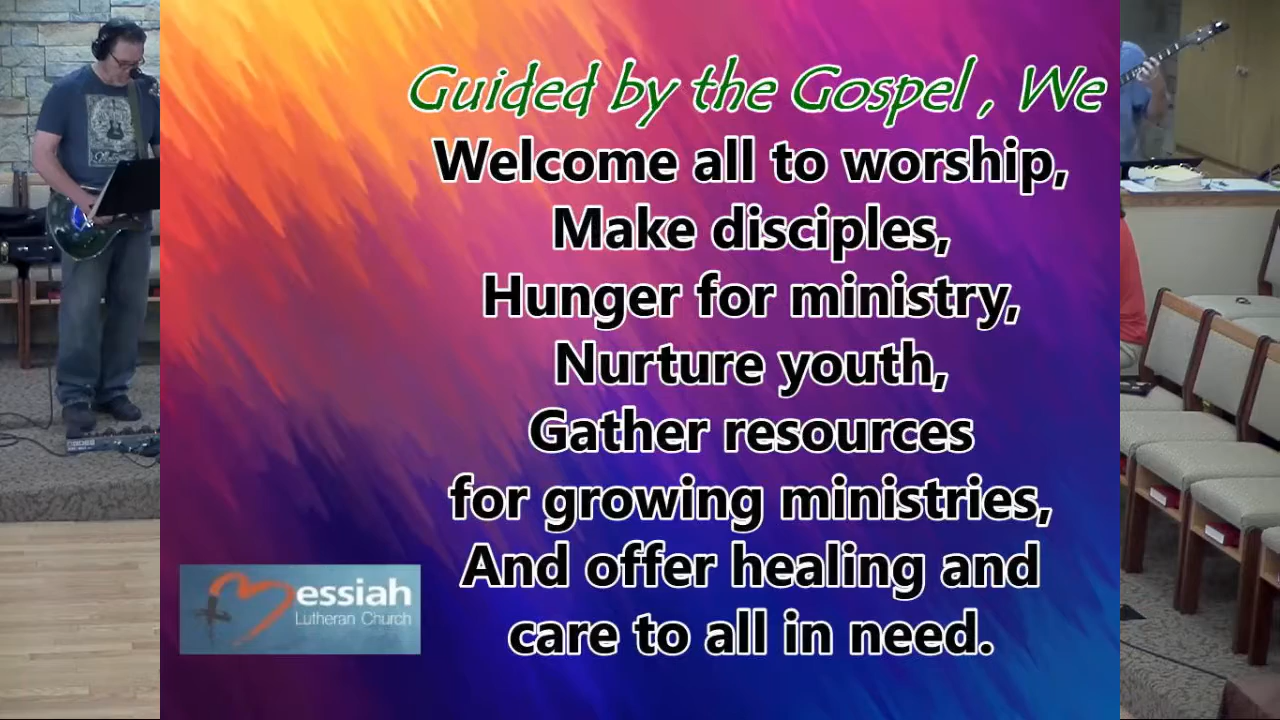 Guided by the Gospel , We
Welcome all to worship,
Make disciples,
Hunger for ministry,
Nurture youth,
Gather resources
for growing ministries,
And offer healing and
care to all in need.
Messiah
Lutheran Church